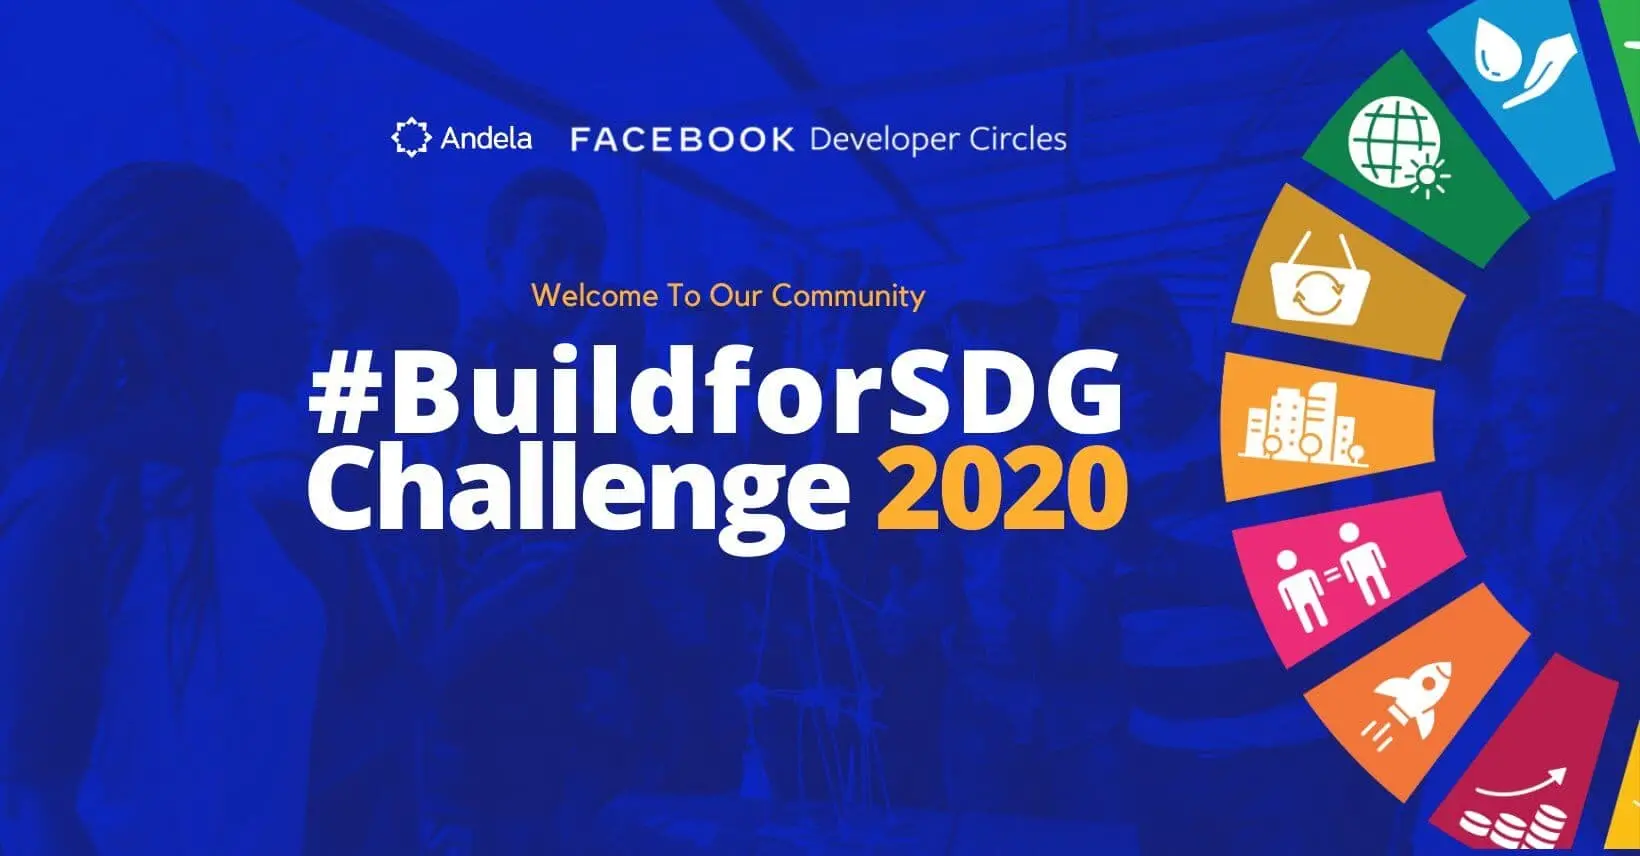 Andela FACEBOOK Developer Circles
Welcome To Our Community
#BuildforSDG
Challenge 2020